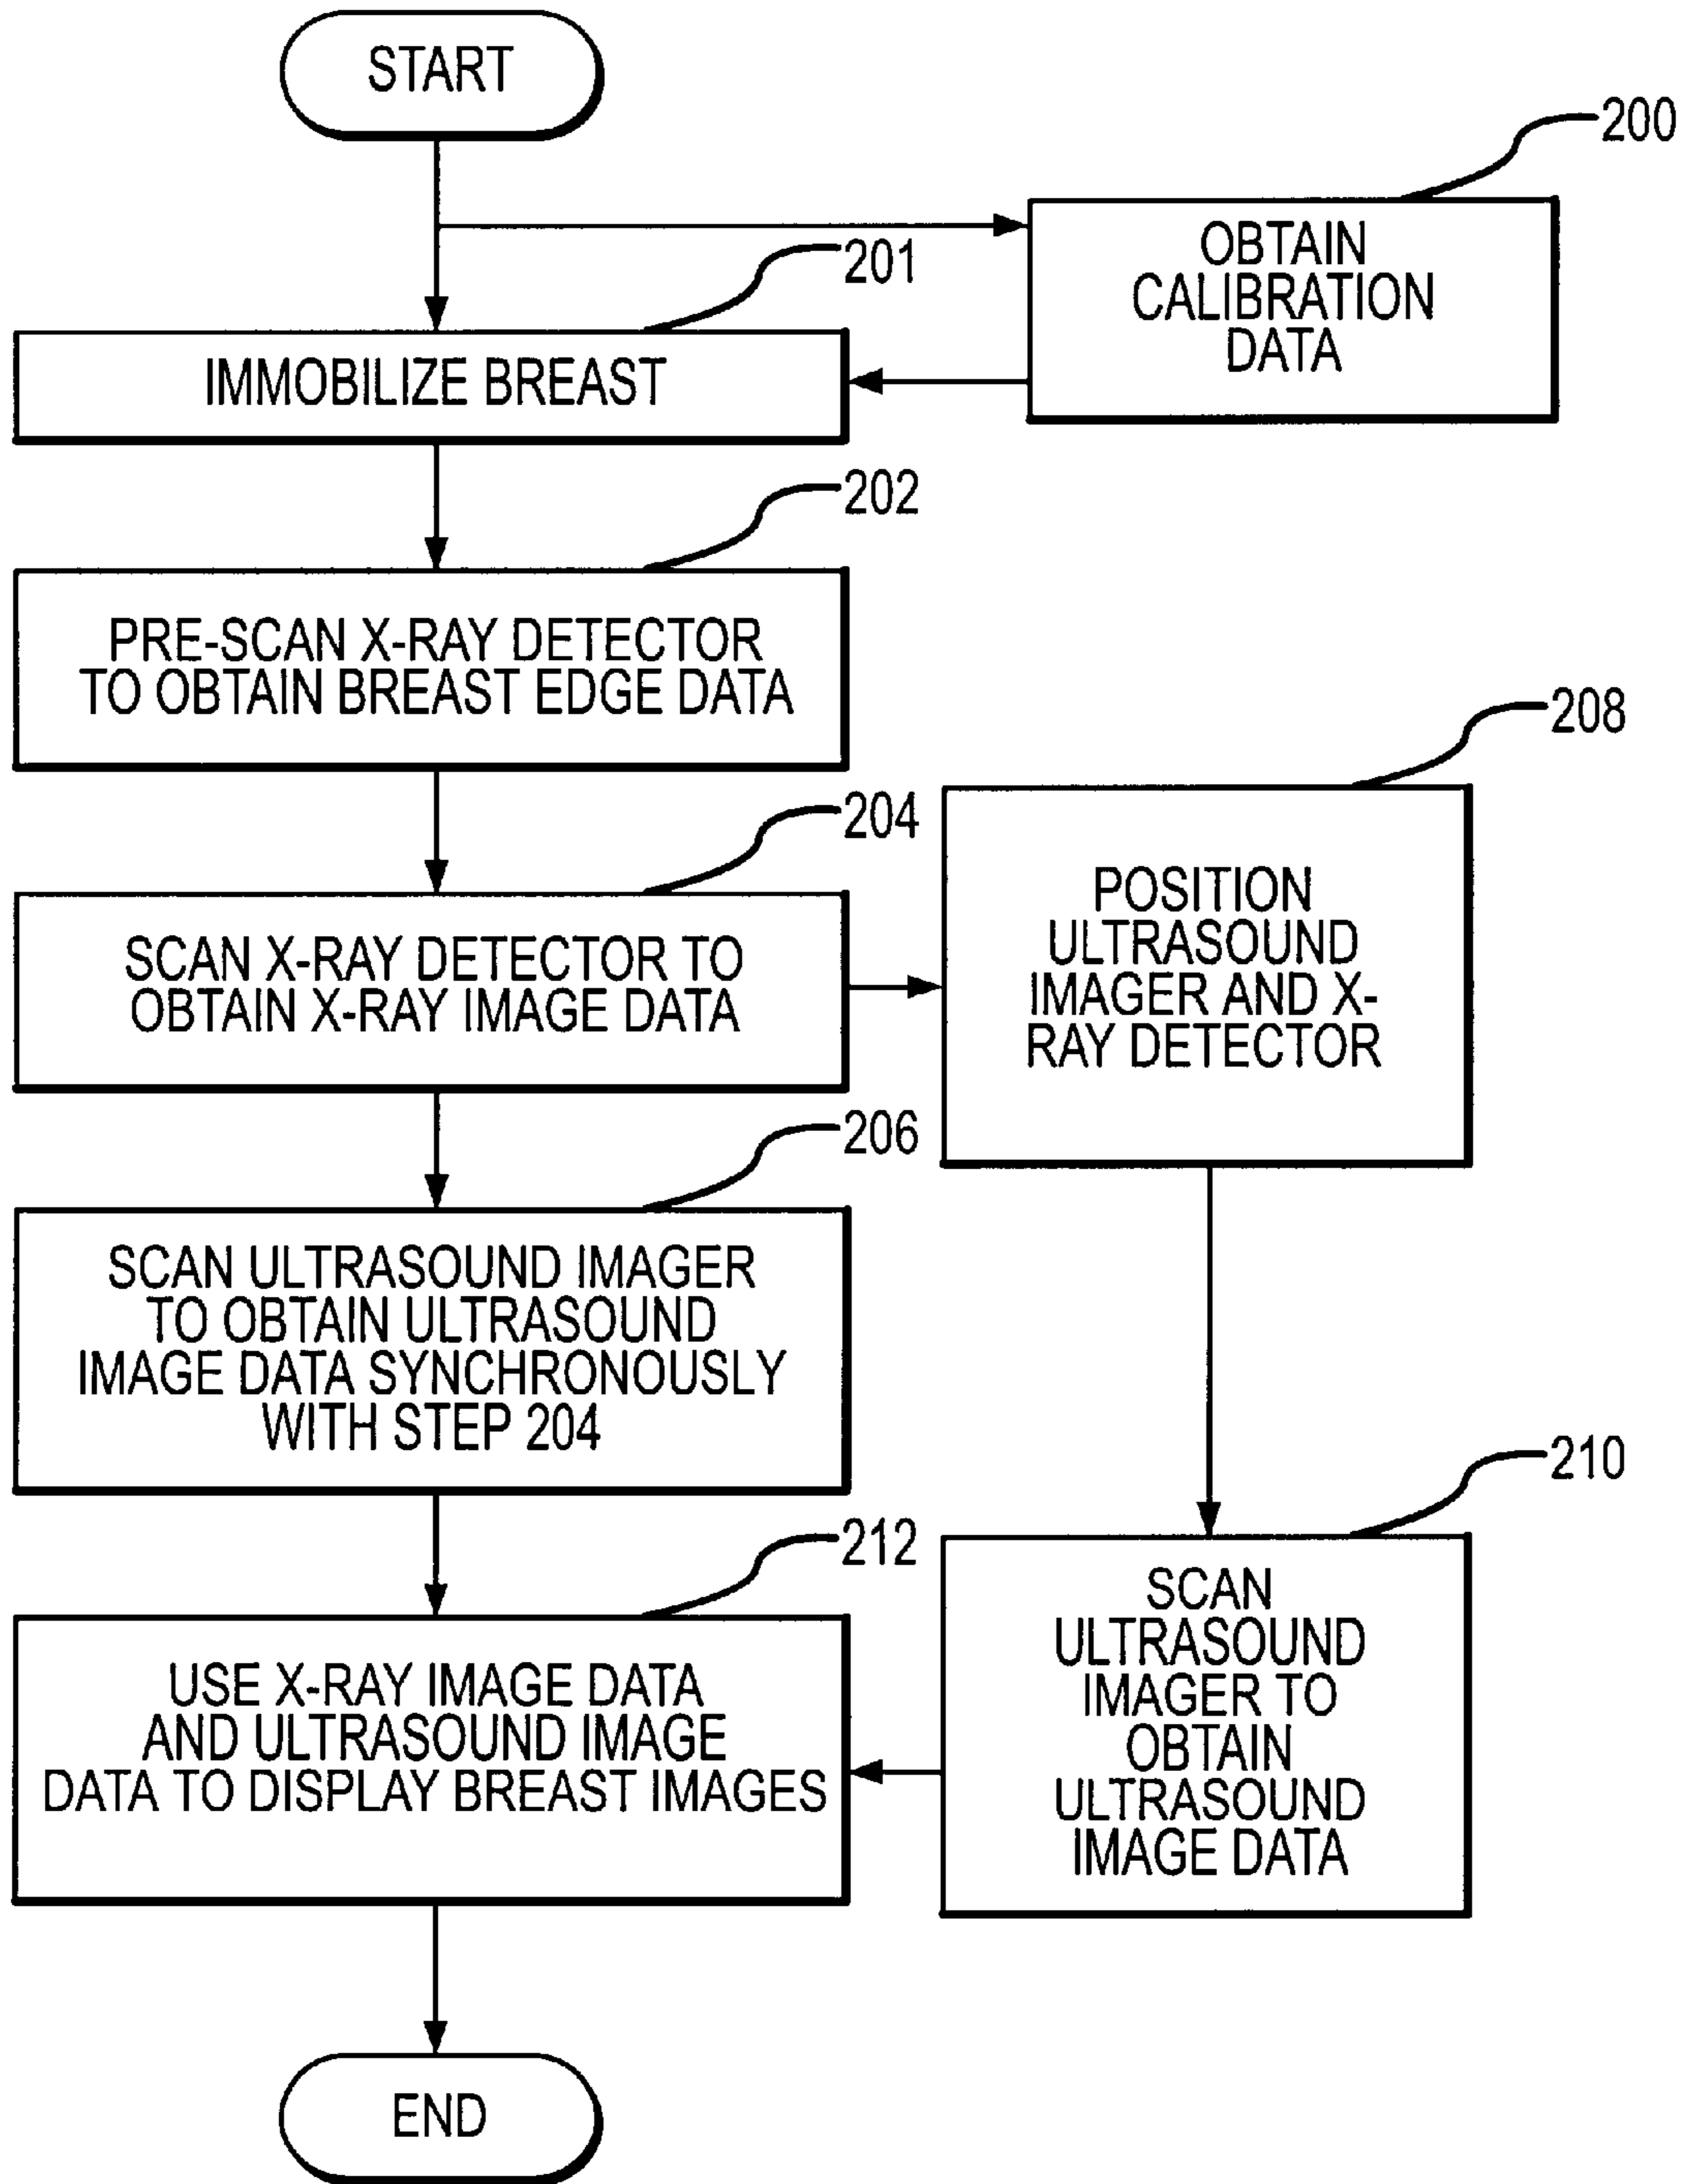 START
200
OBTAIN
CALIBRATION
DATA
201
IMMOBILIZE BREAST
202
PRE-SCAN X-RAY DETECTOR
TO OBTAIN BREAST EDGE DATA
204
SCAN X-RAY DETECTOR TO
OBTAIN X-RAY IMAGE DATA
208
POSITION
ULTRASOUND
IMAGER AND X-
RAY DETECTOR
206
SCAN ULTRASOUND IMAGER
TO OBTAIN ULTRASOUND
IMAGE DATA SYNCHRONOUSLY
WITH STEP 204
210
SCAN
ULTRASOUND
IMAGER TO
OBTAIN
ULTRASOUND
IMAGE DATA
212
USE X-RAY IMAGE DATA
AND ULTRASOUND IMAGE
DATA TO DISPLAY BREAST IMAGES
END